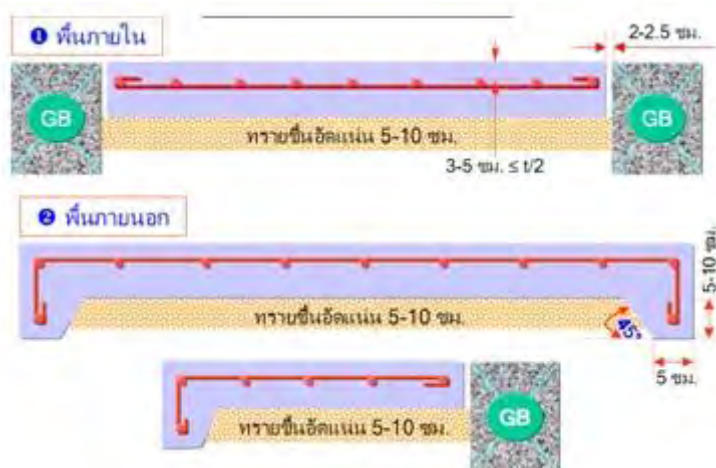 ❶ พื้นภายใน
2-2.5 ซม.
GB
GB
ทรายชื้นอัดแน่น 5-10 ซม.
3-5 ซม. ≤ t/2
❷ พื้นภายนอก
5-10 ซม.
ทรายชื้นอัดแน่น 5-10 ซม.
45°
5 ซม.
ทรายชื้นอัดแน่น 5-10 ซม.
GB